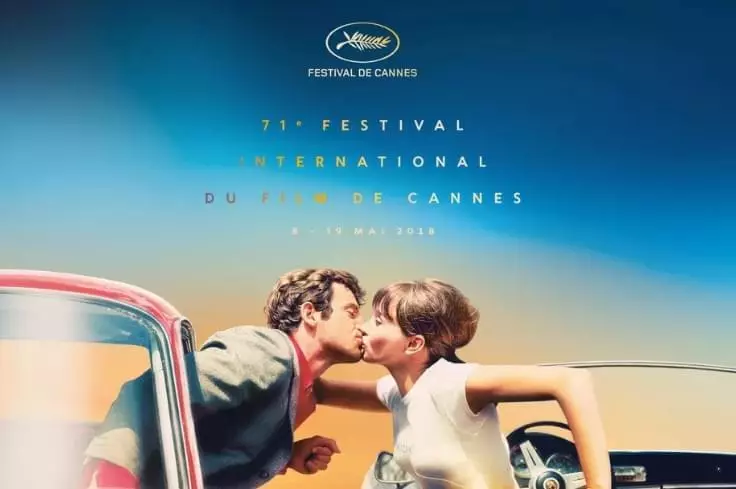 FESTIVAL DE CANNES
71e FESTIVAL
INTERNATIONAL
DU FILM DE CANNES
8 - 19 MAI 2018